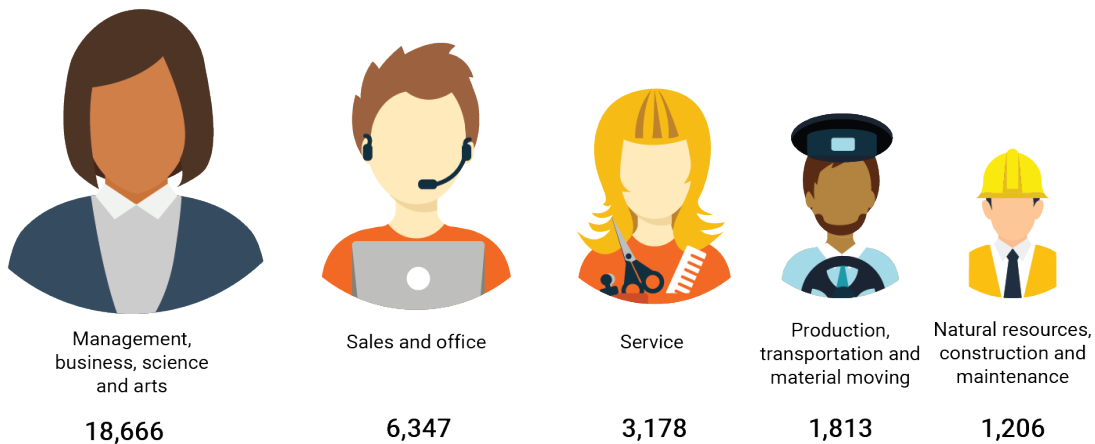 Management,
business, science
and arts
18,666
Sales and office
6,347
Service
3,178
Production,
transportation and
material moving
1,813
Natural resources,
construction and
maintenance
1,206